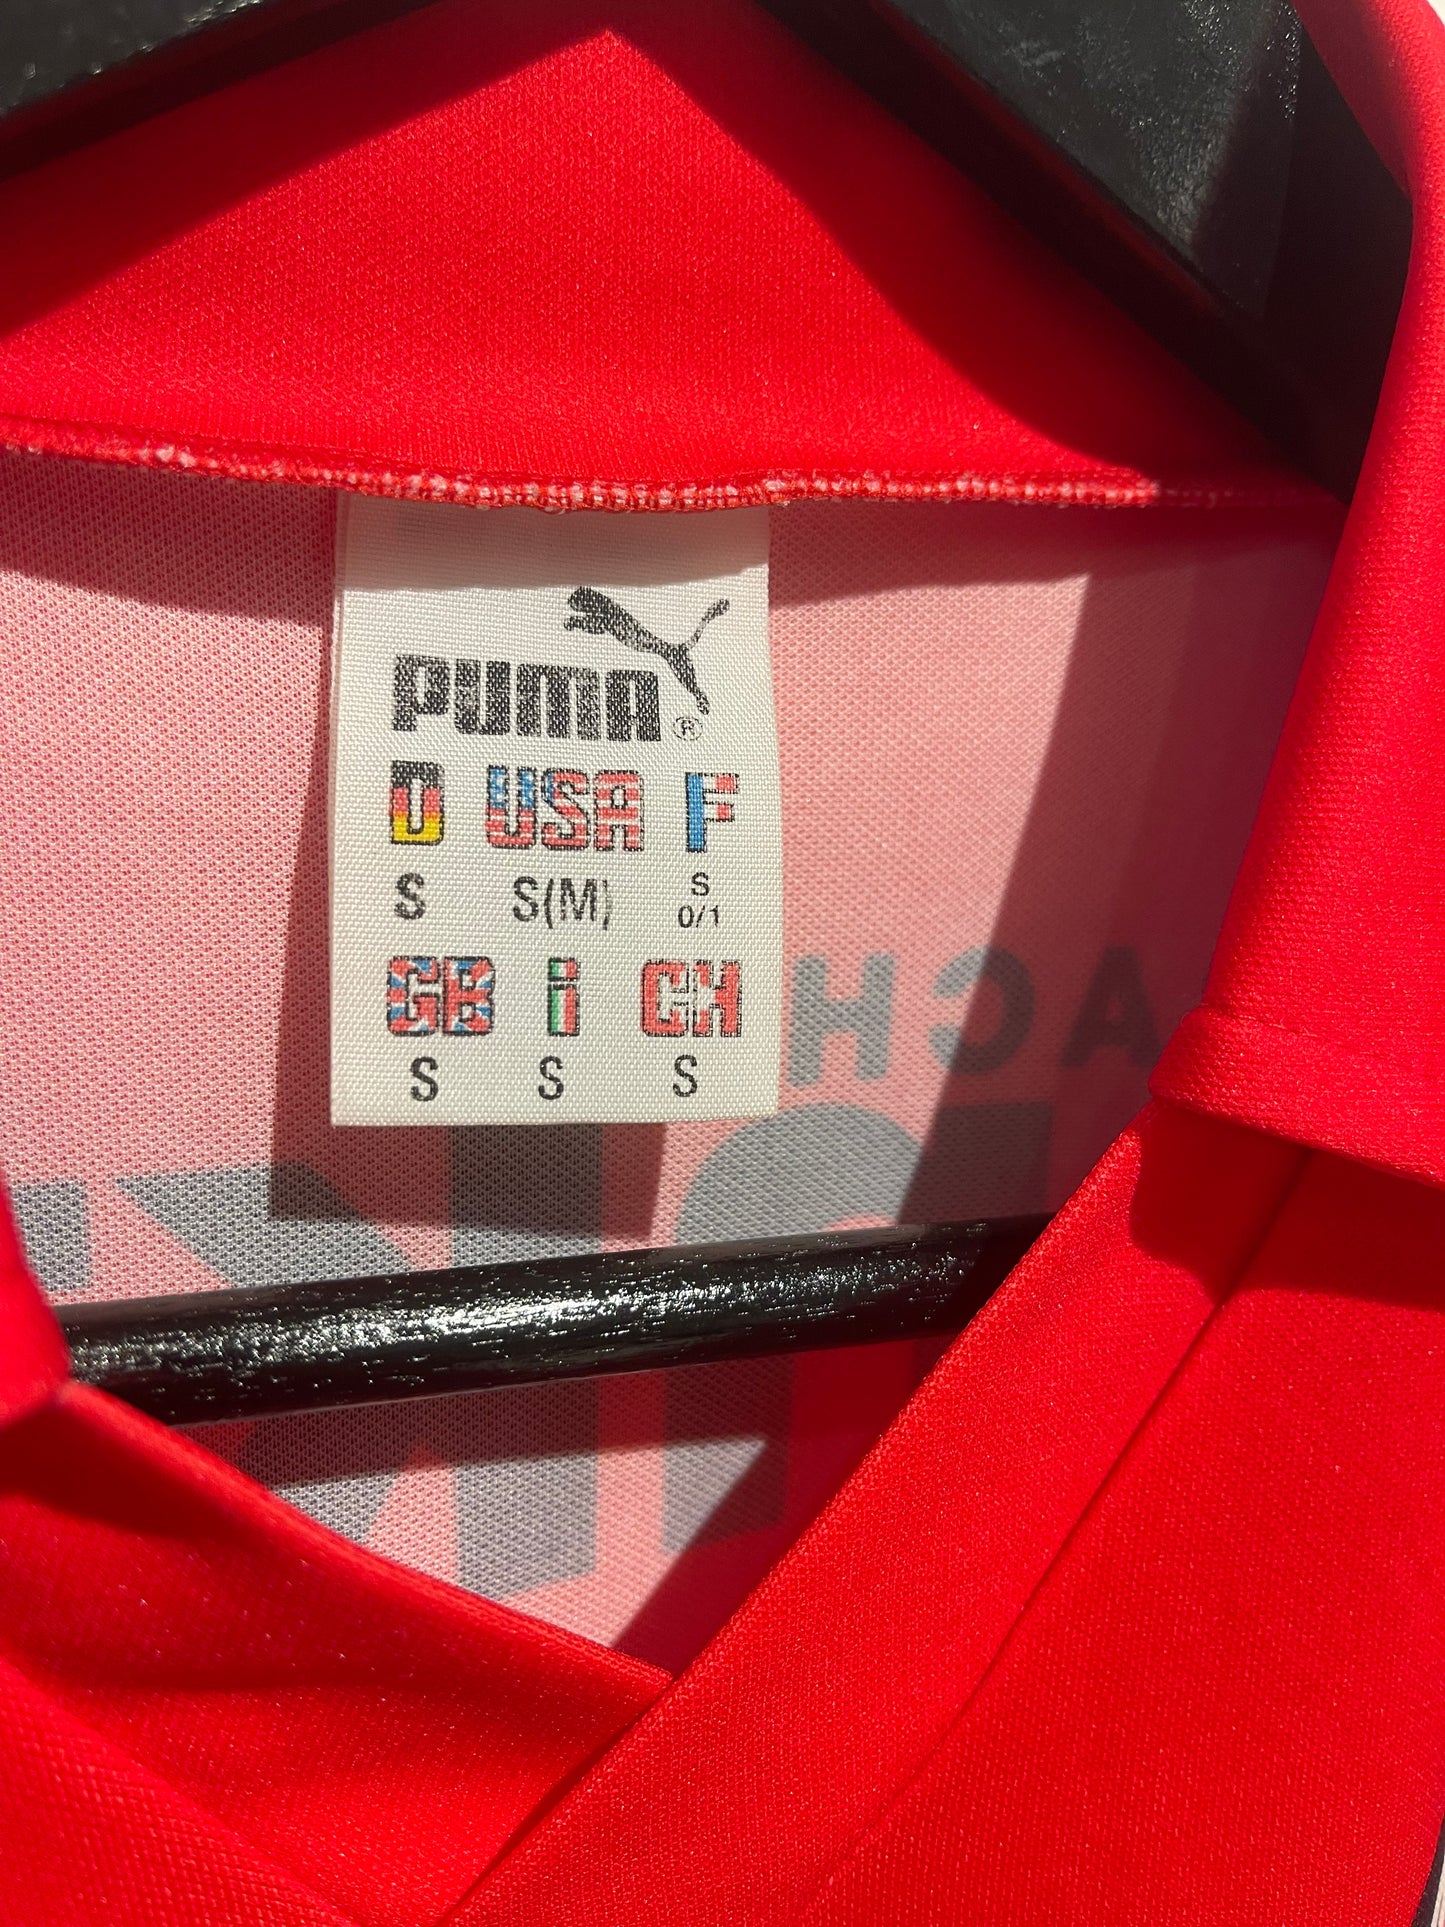 PUMA ®
D USA F
S S(M) S
0/1
GB i CH
S S S